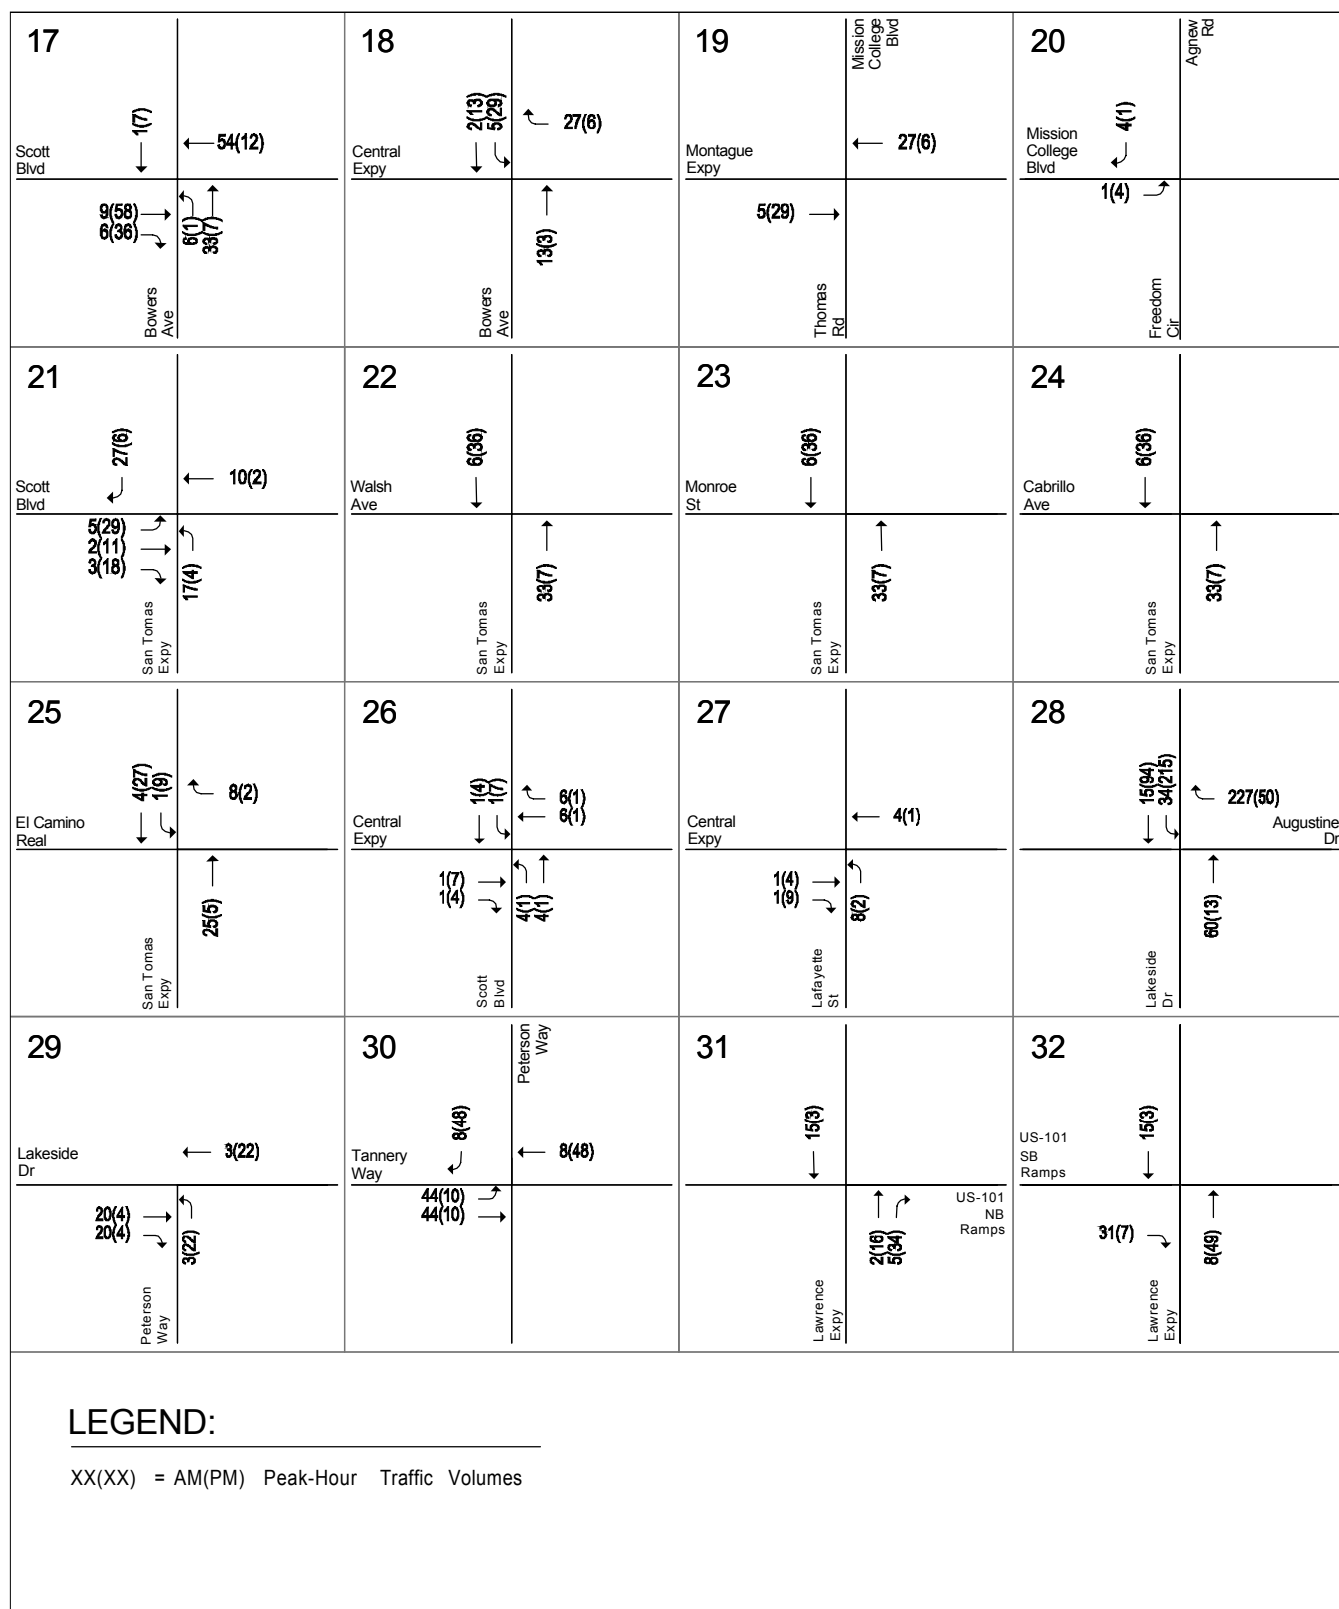 17
1(7)
54(12)
Scott
Blvd
9(58)
6(36)
6(1)
33(7)
Bowers
Ave
18
2(13)
5(29)
27(6)
Central
Expy
13(3)
Bowers
Ave
19
Mission
College
Blvd
27(6)
Montague
Expy
5(29)
Thomas
Rd
20
Agnew
Rd
4(1)
Mission
College
Blvd
1(4)
Freedom
Cir
21
27(6)
10(2)
Scott
Blvd
5(29)
2(11)
3(18)
17(4)
San Tomas
Expy
22
6(36)
Walsh
Ave
33(7)
San Tomas
Expy
23
6(36)
Monroe
St
33(7)
San Tomas
Expy
24
6(36)
Cabrillo
Ave
33(7)
San Tomas
Expy
25
4(27)
1(9)
8(2)
El Camino
Real
25(5)
San Tomas
Expy
26
1(4)
1(7)
6(1)
6(1)
Central
Expy
1(7)
1(4)
4(1)
4(1)
Scott
Blvd
27
4(1)
Central
Expy
1(4)
1(9)
8(2)
Lafayette
St
28
15(94)
34(215)
227(50)
Augustine
Dr
60(13)
Lakeside
Dr
29
3(22)
Lakeside
Dr
20(4)
20(4)
3(22)
Peterson
Way
30
Peterson
Way
8(48)
8(48)
Tannery
Way
44(10)
44(10)
31
15(3)
US-101
NB
Ramps
2(16)
5(34)
Lawrence
Expy
32
15(3)
US-101
SB
Ramps
31(7)
8(49)
Lawrence
Expy
LEGEND:
XX(XX) = AM(PM) Peak-Hour Traffic Volumes